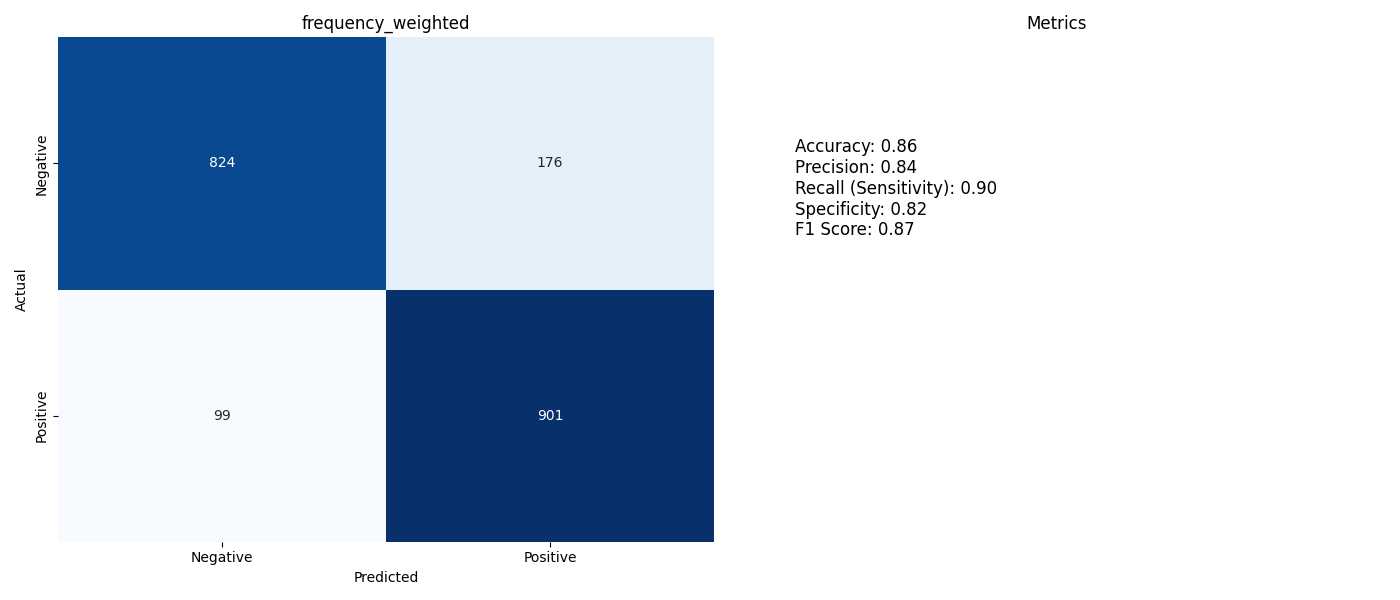 frequency_weighted
Metrics
Actual
Negative
824
176
Positive
99
901
Negative
Positive
Predicted
Accuracy: 0.86
Precision: 0.84
Recall (Sensitivity): 0.90
Specificity: 0.82
F1 Score: 0.87